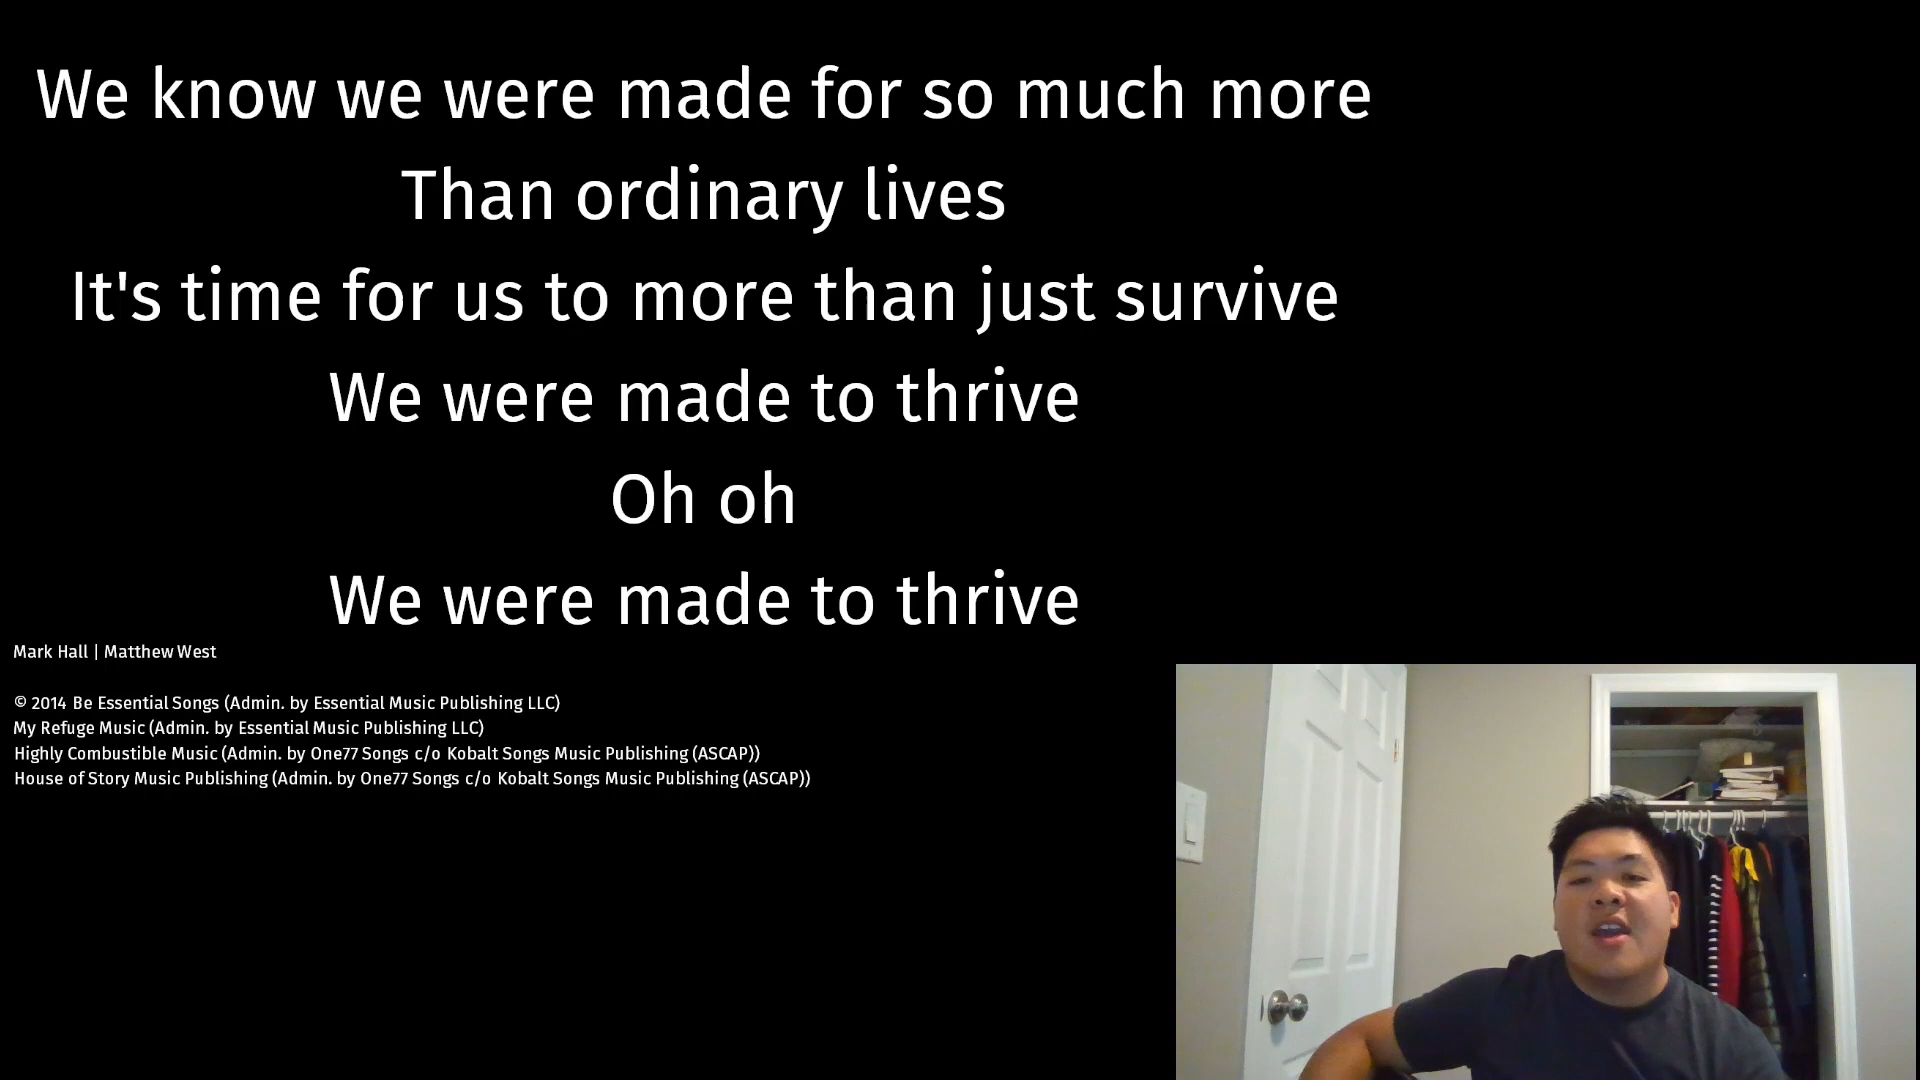 We know we were made for so much more
Than ordinary lives
It's time for us to more than just survive
We were made to thrive
Oh oh
We were made to thrive
Mark Hall | Matthew West
© 2014 Be Essential Songs (Admin. by Essential Music Publishing LLC)
My Refuge Music (Admin. by Essential Music Publishing LLC)
Highly Combustible Music (Admin. by One77 Songs c/o Kobalt Songs Music Publishing (ASCAP))
House of Story Music Publishing (Admin. by One77 Songs c/o Kobalt Songs Music Publishing (ASCAP))